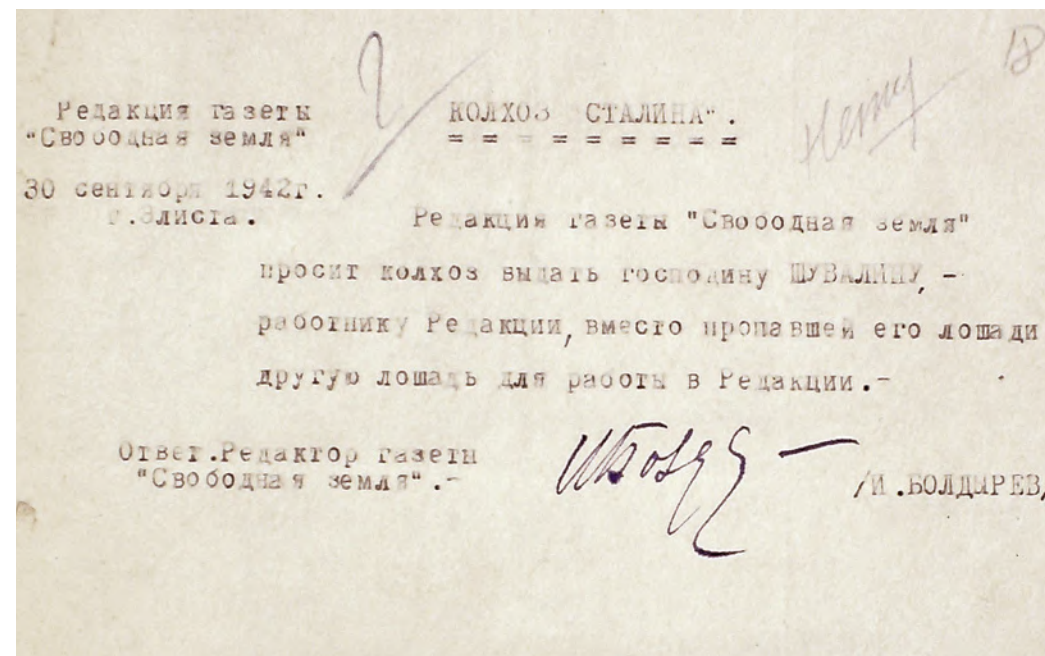 18
Редакция газеты
"Свободная земля"
КОЛХОЗ СТАЛИНА".
= = = = = = = = =
30 сентября 1942г.
г.Элиста.
Редакция газеты "Свободная земля"
просит колхоз выдать господину ШУВАЛИНУ, -
работнику Редакции, вместо пропавшей его лошади
другую лошадь для работы в Редакции.-
Ответ.Редактор газеты
"Свободная земля".-
/И.БОЛДЫРЕВ/